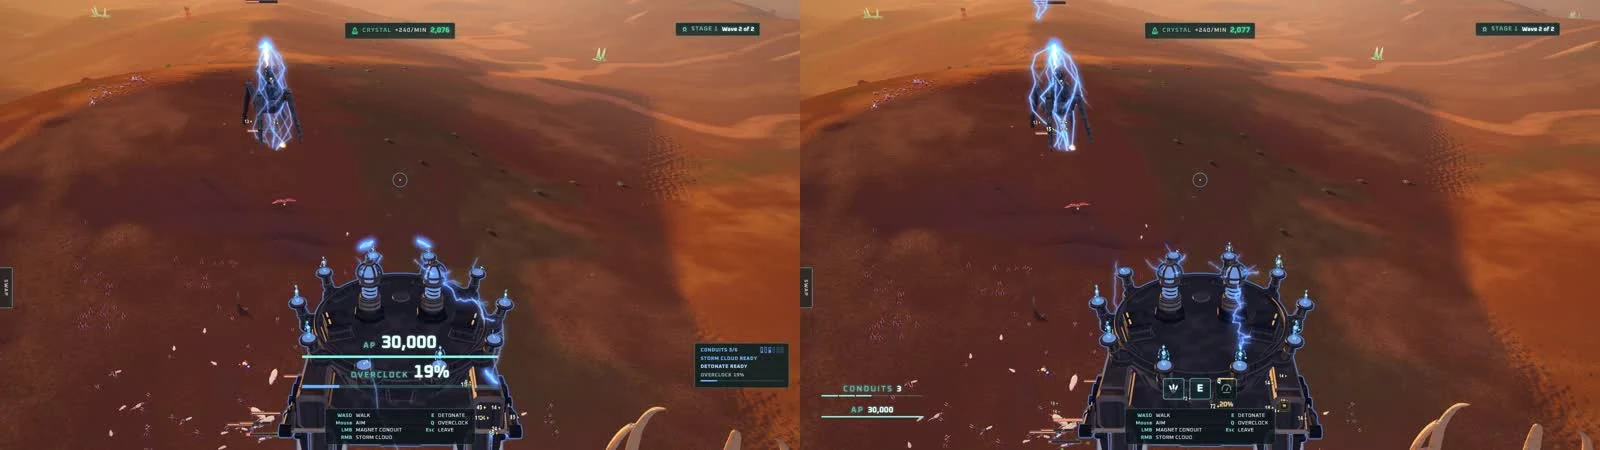 CRYSTAL +240/MIN 2,076
STAGE 1 Wave 2 of 2
SWAP
AP 30,000
OVERCLOCK 19%
CONDUITS 3/6
STORM CLOUD READY
DETONATE READY
OVERCLOCK 19%
WASD WALK E DETONATE
Mouse AIM Q OVERCLOCK
LMB MAGNET CONDUIT Esc LEAVE
RMB STORM CLOUD
CRYSTAL +240/MIN 2,077
STAGE 1 Wave 2 of 2
SWAP
CONDUITS 3
AP 30,000
E
20%
WASD WALK E DETONATE
Mouse AIM Q OVERCLOCK
LMB MAGNET CONDUIT Esc LEAVE
RMB STORM CLOUD